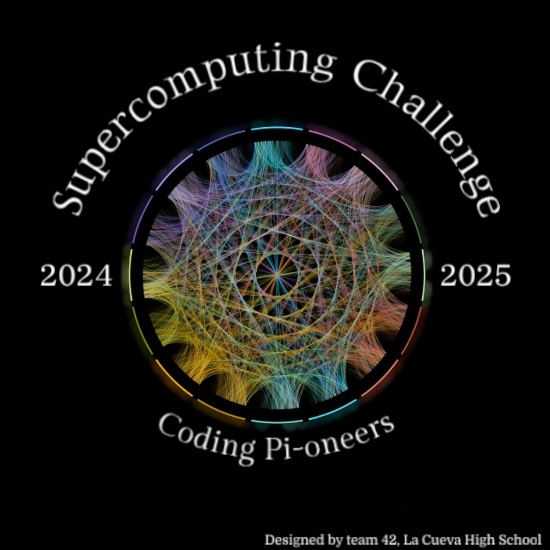 Supercomputing Challenge
2024
2025
Coding Pi-oneers
Designed by team 42, La Cueva High School